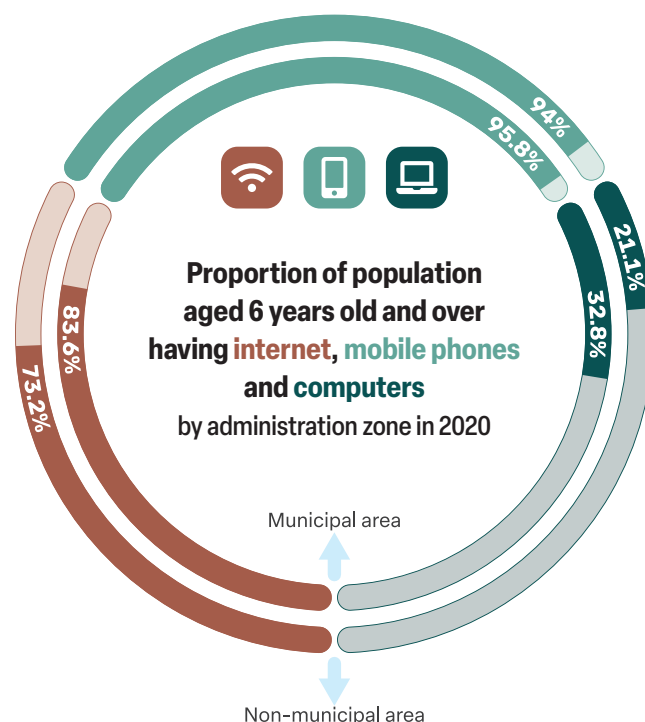 94%
95.8%
21.1%
32.8%
83.6%
73.2%
Proportion of population
aged 6 years old and over
having internet, mobile phones
and computers
by administration zone in 2020
Municipal area
Non-municipal area